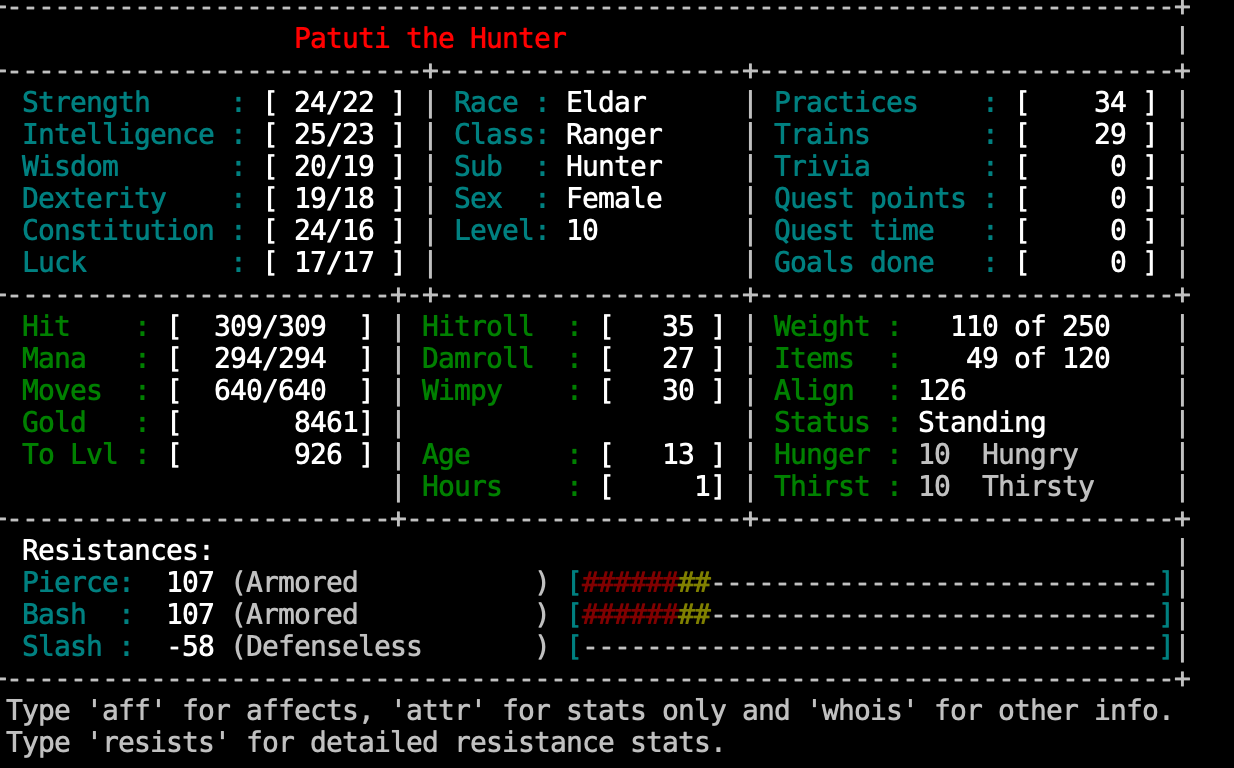 -------------------------------------------------------------------------+
Patuti the Hunter |
--------------------------+-------------------+--------------------------+
Strength : [ 24/22 ] | Race : Eldar | Practices : [ 34 ] |
Intelligence : [ 25/23 ] | Class: Ranger | Trains : [ 29 ] |
Wisdom : [ 20/19 ] | Sub : Hunter | Trivia : [ 0 ] |
Dexterity : [ 19/18 ] | Sex : Female | Quest points : [ 0 ] |
Constitution : [ 24/16 ] | Level: 10 | Quest time : [ 0 ] |
Luck : [ 17/17 ] | | Goals done : [ 0 ] |
------------------------+-+-------------------+--------------------------+
Hit : [ 309/309 ] | Hitroll : [ 35 ] | Weight : 110 of 250 |
Mana : [ 294/294 ] | Damroll : [ 27 ] | Items : 49 of 120 |
Moves : [ 640/640 ] | Wimpy : [ 30 ] | Align : 126 |
Gold : [ 8461] | | Status : Standing |
To Lvl : [ 926 ] | Age : [ 13 ] | Hunger : 10 Hungry |
| Hours : [ 1] | Thirst : 10 Thirsty |
------------------------+---------------------+--------------------------+
Resistances: |
Pierce: 107 (Armored ) [########----------------------------]|
Bash : 107 (Armored ) [########----------------------------]|
Slash : -58 (Defenseless ) [------------------------------------]|
-------------------------------------------------------------------------+
Type 'aff' for affects, 'attr' for stats only and 'whois' for other info.
Type 'resists' for detailed resistance stats.